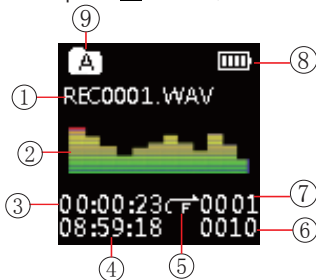 ⑨
A
⑧
① REC0001.WAV
②
③ 00:00:23 F 0001 ⑦
08:59:18 0010 ⑥
④ ⑤